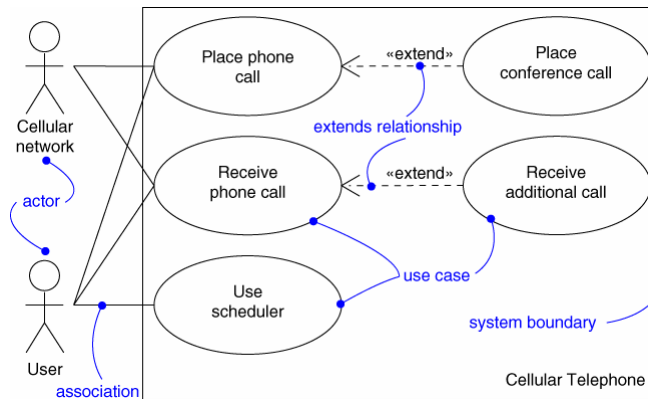 Place phone
call
«extend»
Place
conference call
Cellular
network
extends relationship
Receive
phone call
«extend»
Receive
additional call
actor
Use
scheduler
use case
system boundary
User
association
Cellular Telephone